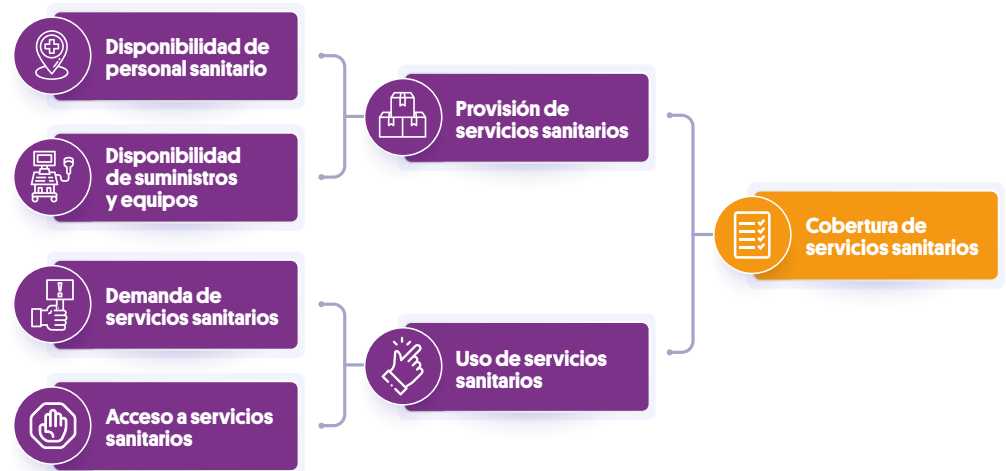 Disponibilidad de
personal sanitario
Disponibilidad
de suministros
y equipos
Demanda de
servicios sanitarios
Acceso a servicios
sanitarios
Provisión de
servicios sanitarios
Uso de servicios
sanitarios
Cobertura de
servicios sanitarios